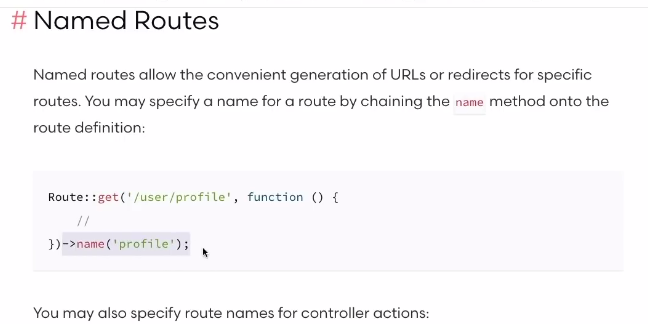 # Named Routes
Named routes allow the convenient generation of URLs or redirects for specific
routes. You may specify a name for a route by chaining the name method onto the
route definition:
Route::get('/user/profile', function () {
//
})->name('profile');
You may also specify route names for controller actions: